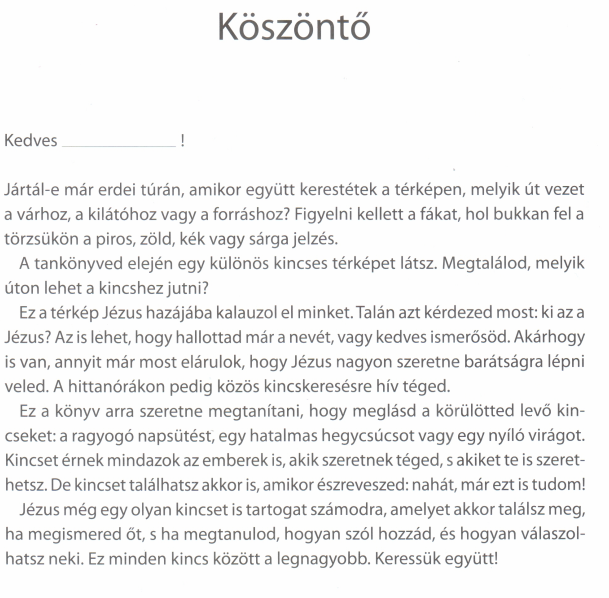 Köszöntő
Kedves ____________ !
Jártál-e már erdei túrán, amikor együtt kerestétek a térképen, melyik út vezet
a várhoz, a kilátóhoz vagy a forráshoz? Figyelni kellett a fákat, hol bukkan fel a
törzsükön a piros, zöld, kék vagy sárga jelzés.
A tankönyved elején egy különös kincses térképet látsz. Megtalálod, melyik
úton lehet a kincshez jutni?
Ez a térkép Jézus hazájába kalauzol el minket. Talán azt kérdezed most: ki az a
Jézus? Az is lehet, hogy hallottad már a nevét, vagy kedves ismerősöd. Akárhogy
is van, annyit már most elárulok, hogy Jézus nagyon szeretne barátságra lépni
veled. A hittanórákon pedig közös kincskeresésre hív téged.
Ez a könyv arra szeretne megtanítani, hogy meglásd a körülötted levő kin-
cseket: a ragyogó napsütést, egy hatalmas hegycsúcsot vagy egy nyíló virágot.
Kincset érnek mindazok az emberek is, akik szeretnek téged, s akiket te is szeret-
hetsz. De kincset találhatsz akkor is, amikor észreveszed: nahát, már ezt is tudom!
Jézus még egy olyan kincset is tartogat számodra, amelyet akkor találsz meg,
ha megismered őt, s ha megtanulod, hogyan szól hozzád, és hogyan válaszol-
hatsz neki. Ez minden kincs között a legnagyobb. Keressük együtt!